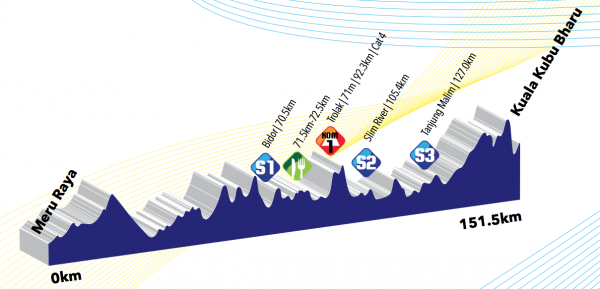 Meru Raya
0km
Bidor | 70.5km
S1
71.5km-72.5km
Trolak | 71m | 92.3km | Cat 4
KOM
1
Slim River | 105.4km
S2
Tanjung Malim | 127.0km
S3
Kuala Kubu Bharu
151.5km